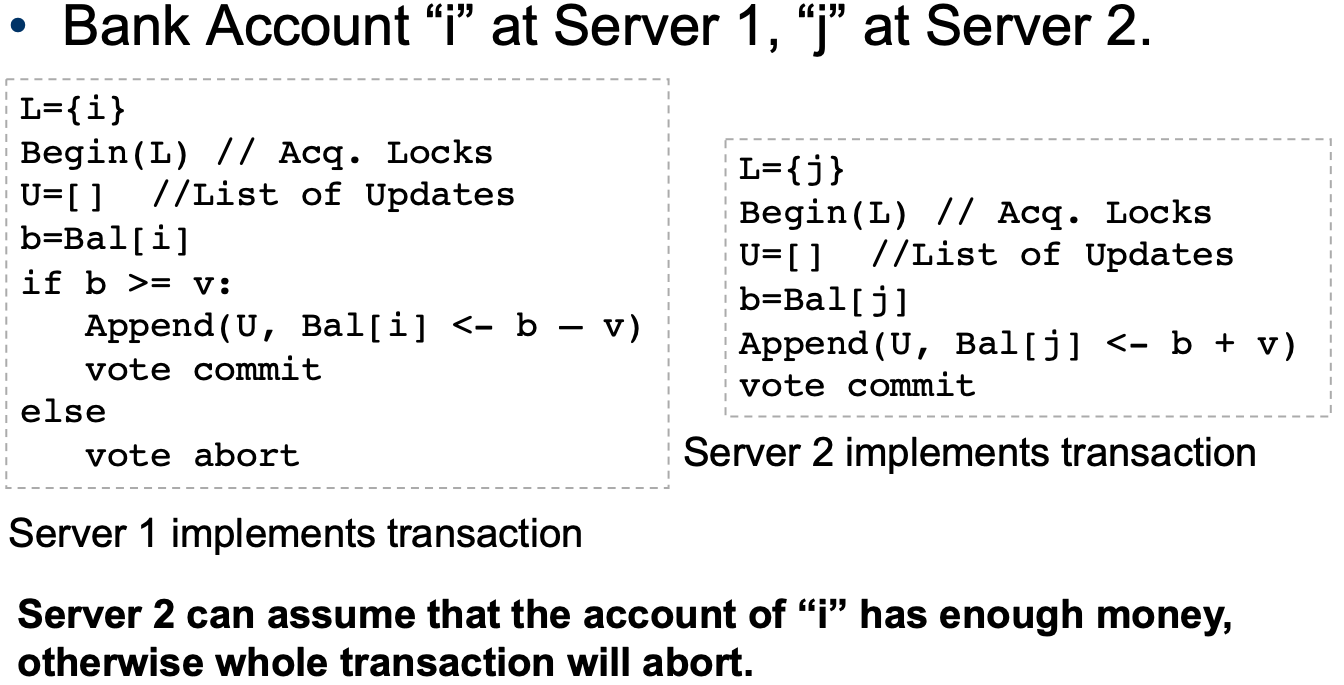 • Bank Account “i” at Server 1, “j” at Server 2.
L={i}
Begin(L) // Acq. Locks
U=[] //List of Updates
b=Bal[i]
if b >= v:
   Append(U, Bal[i] <- b – v)
   vote commit
else
   vote abort
Server 1 implements transaction
L={j}
Begin(L) // Acq. Locks
U=[] //List of Updates
b=Bal[j]
Append(U, Bal[j] <- b + v)
vote commit
Server 2 implements transaction
Server 2 can assume that the account of “i” has enough money,
otherwise whole transaction will abort.